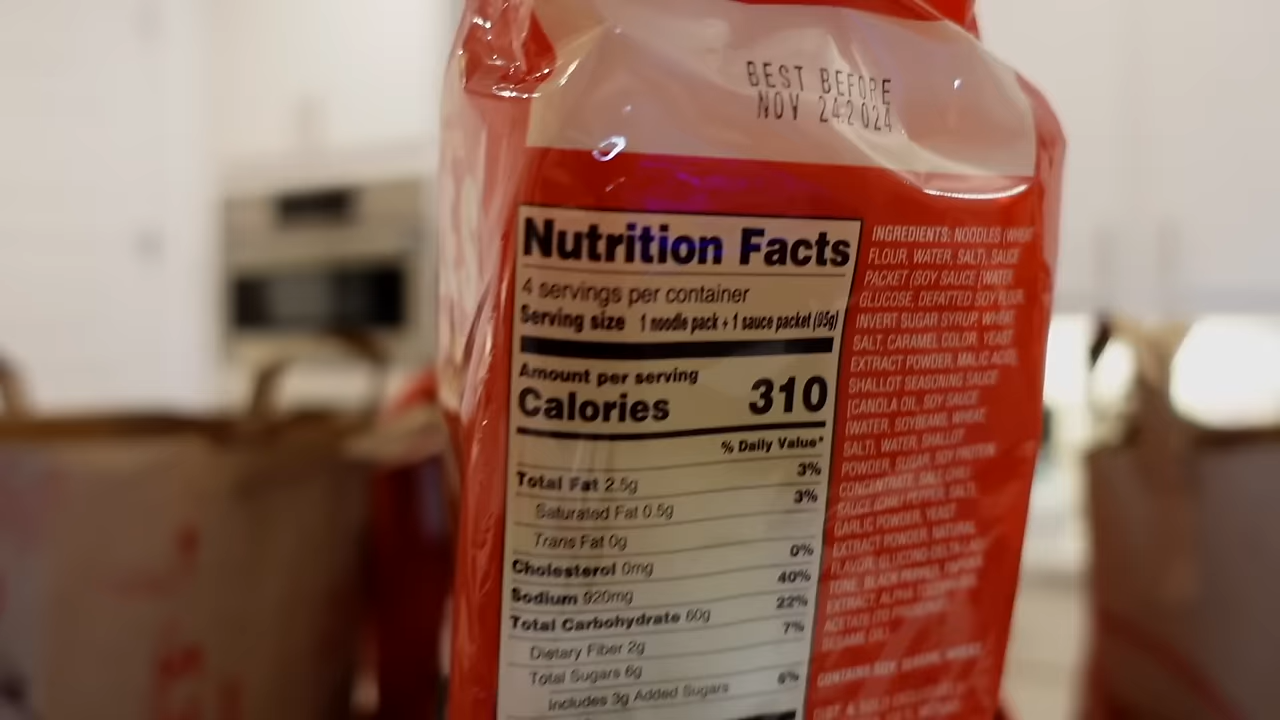 BEST BEFORE
NOV 24.2024
Nutrition Facts
4 servings per container
Serving size 1 noodle pack + 1 sauce packet (95g)
Amount per serving
Calories 310
% Daily Value*
Total Fat 2.5g 3%
Saturated Fat 0.5g 3%
Trans Fat 0g
Cholesterol 0mg 0%
Sodium 920mg 40%
Total Carbohydrate 60g 22%
Dietary Fiber 2g 7%
Total Sugars 6g
Includes 3g Added Sugars 6%
INGREDIENTS: NOODLES (WHEAT
FLOUR, WATER, SALT), SAUCE
PACKET (SOY SAUCE [WATER,
GLUCOSE, DEFATTED SOY FLOUR,
INVERT SUGAR SYRUP, WHEAT,
SALT, CARAMEL COLOR, YEAST
EXTRACT POWDER, MALIC ACID],
SHALLOT SEASONING SAUCE
[CANOLA OIL, SOY SAUCE
(WATER, SOYBEANS, WHEAT,
SALT), WATER, SHALLOT
POWDER, SUGAR, SOY PROTEIN
CONCENTRATE, SALT, CHILI
SAUCE (CHILI PEPPER, SALT),
GARLIC POWDER, YEAST
EXTRACT POWDER, NATURAL
FLAVOR, GLUCONO-DELTA-LAC
TONE, BLACK PEPPER, PAPRIKA
EXTRACT, ALPHA TOCOPHEROL
ACETATE
SESAME OIL)
CONTAINS SOY, SESAME, WHEAT